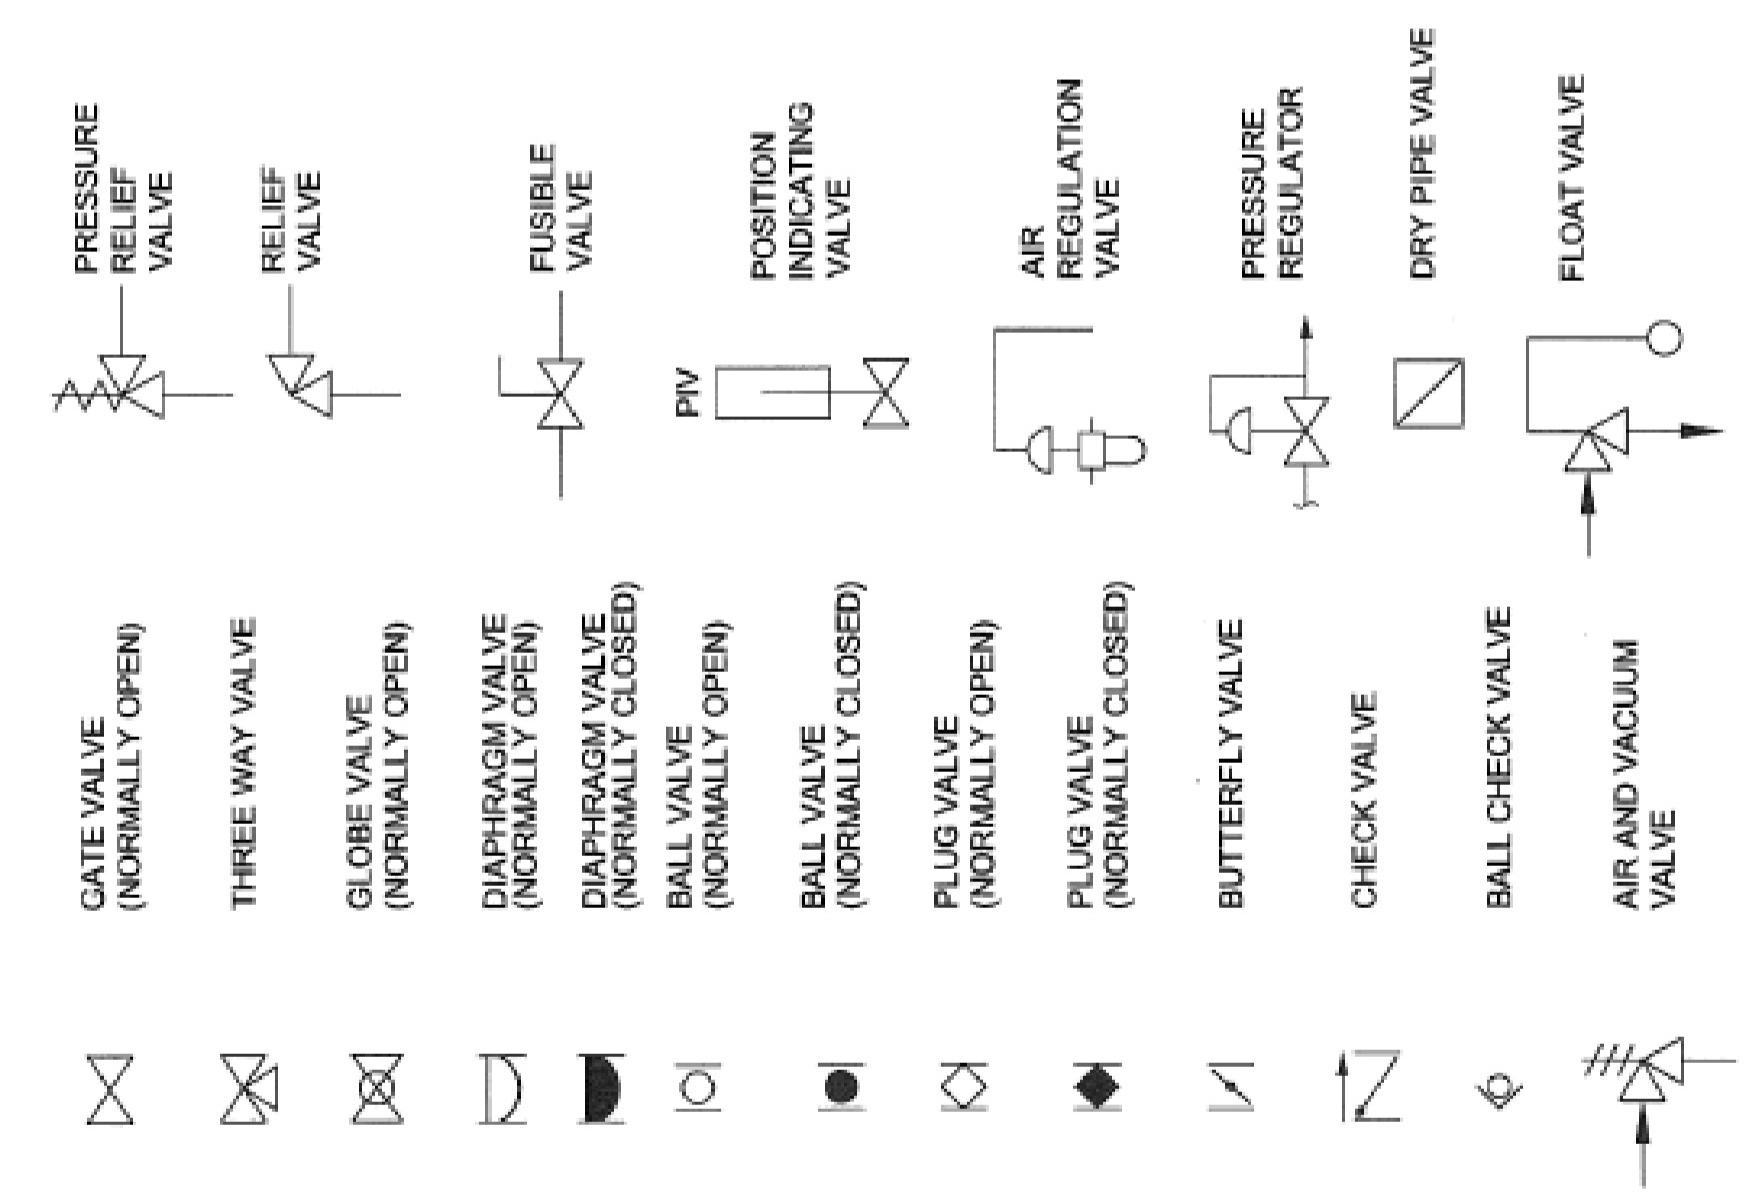 GATE VALVE
(NORMALLY OPEN)
THREE WAY VALVE
GLOBE VALVE
(NORMALLY OPEN)
DIAPHRAGM VALVE
(NORMALLY OPEN)
DIAPHRAGM VALVE
(NORMALLY CLOSED)
BALL VALVE
(NORMALLY OPEN)
BALL VALVE
(NORMALLY CLOSED)
PLUG VALVE
(NORMALLY OPEN)
PLUG VALVE
(NORMALLY CLOSED)
BUTTERFLY VALVE
CHECK VALVE
BALL CHECK VALVE
AIR AND VACUUM
VALVE
PRESSURE
RELIEF
VALVE
RELIEF
VALVE
FUSIBLE
VALVE
PIV
POSITION
INDICATING
VALVE
AIR
REGULATION
VALVE
PRESSURE
REGULATOR
DRY PIPE VALVE
FLOAT VALVE